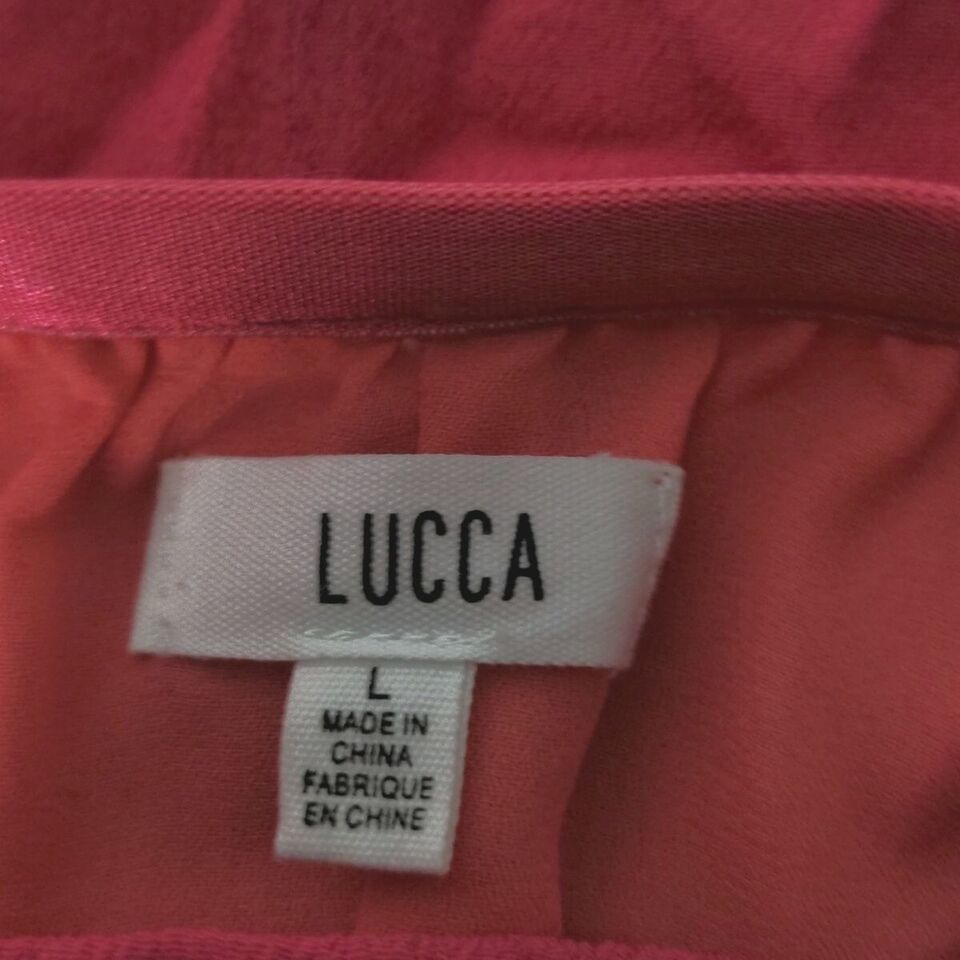 LUCCA
L
MADE IN
CHINA
FABRIQUE
EN CHINE